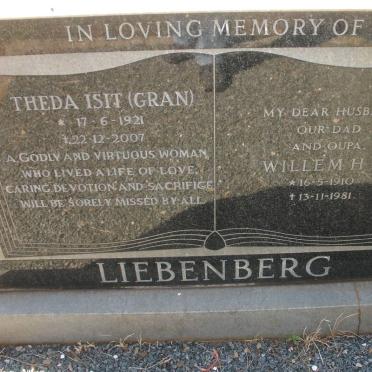 IN LOVING MEMORY OF
THEDA ISIT (GRAN)
* 17-6-1921
† 22-12-2007
A GODLY AND VIRTUOUS WOMAN
WHO LIVED A LIFE OF LOVE,
CARING DEVOTION AND SACRIFICE
WILL BE SORELY MISSED BY ALL
MY DEAR HUSB
OUR DAD
AND OUPA
WILLEM H
* 16-5-1910
† 13-11-1981
LIEBENBERG